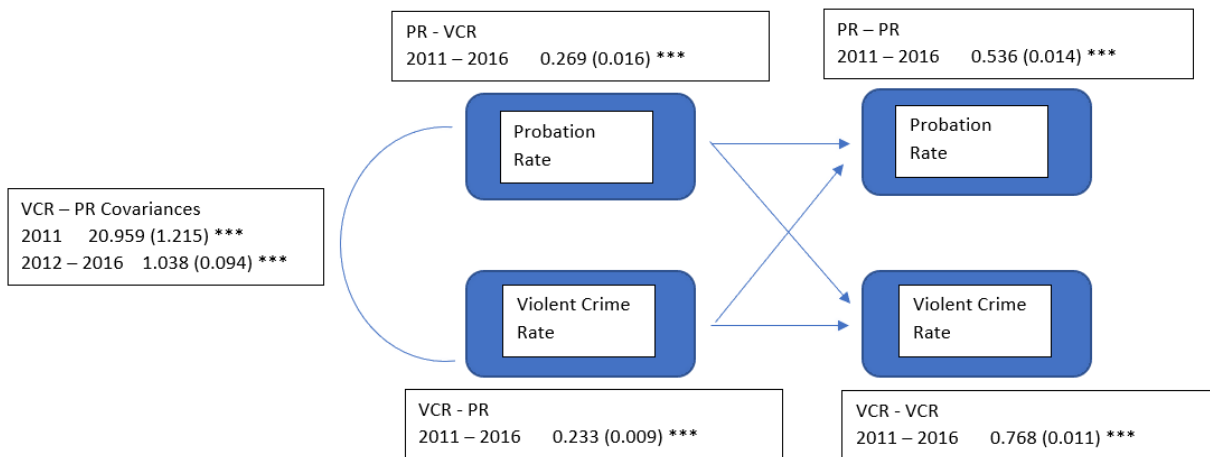 PR - VCR
2011 – 2016 0.269 (0.016) ***
PR – PR
2011 – 2016 0.536 (0.014) ***
Probation
Rate
Probation
Rate
VCR – PR Covariances
2011 20.959 (1.215) ***
2012 – 2016 1.038 (0.094) ***
Violent Crime
Rate
Violent Crime
Rate
VCR - PR
2011 – 2016 0.233 (0.009) ***
VCR - VCR
2011 – 2016 0.768 (0.011) ***